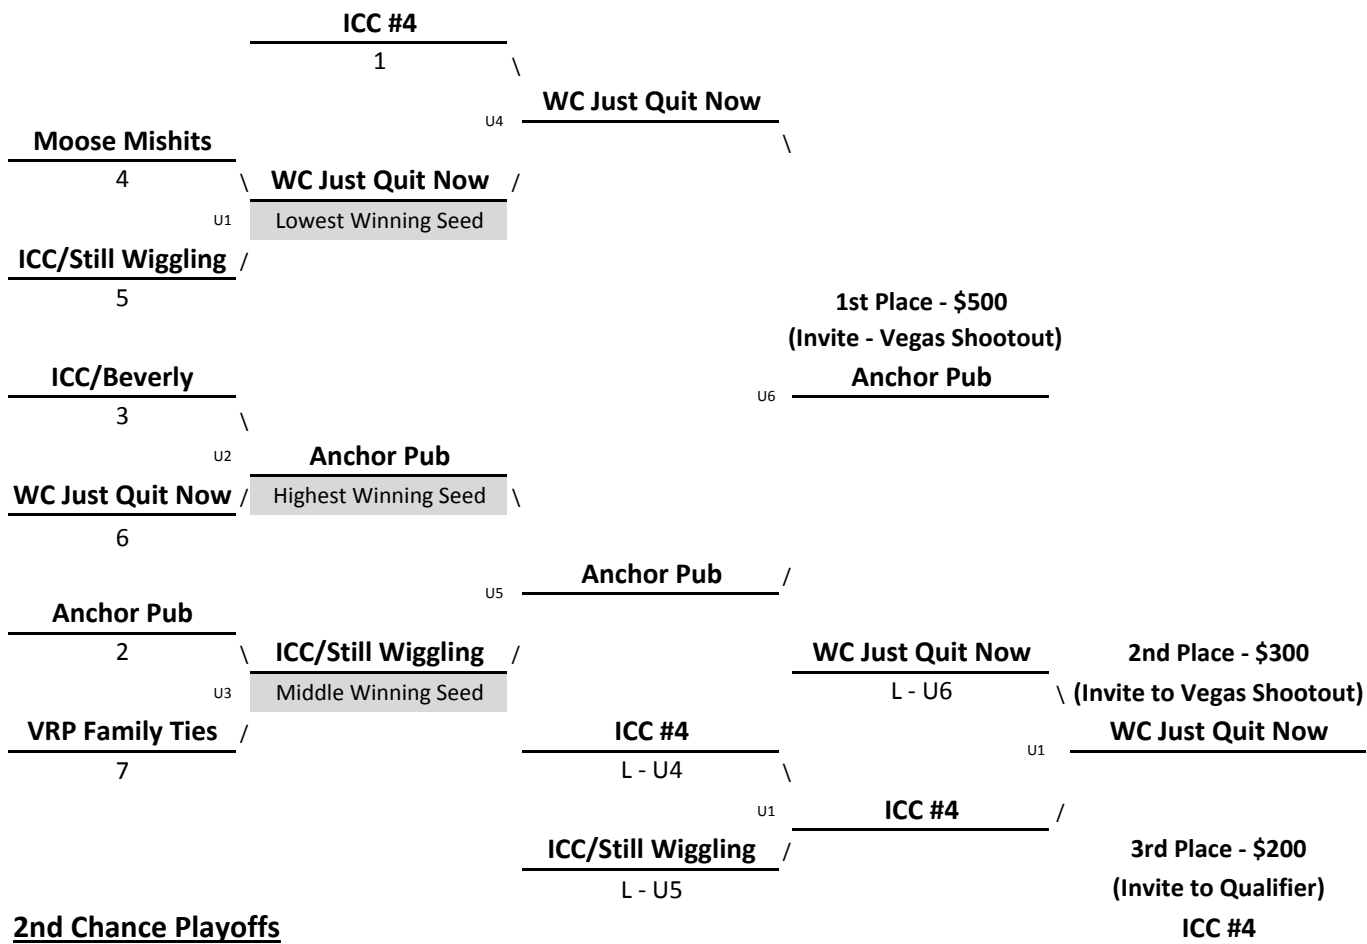 ICC #4
1
\
WC Just Quit Now
U4
\
Moose Mishits
4
\ WC Just Quit Now /
U1 Lowest Winning Seed
ICC/Still Wiggling /
5
1st Place - $500
(Invite - Vegas Shootout)
ICC/Beverly
Anchor Pub
U6
3
\
U2 Anchor Pub
WC Just Quit Now / Highest Winning Seed \
6
Anchor Pub /
U5
Anchor Pub
2 \ ICC/Still Wiggling / WC Just Quit Now 2nd Place - $300
U3 Middle Winning Seed L - U6 \ (Invite to Vegas Shootout)
VRP Family Ties / ICC #4 WC Just Quit Now
U1
7 L - U4 \
U1 ICC #4 /
ICC/Still Wiggling / 3rd Place - $200
L - U5 (Invite to Qualifier)
2nd Chance Playoffs ICC #4